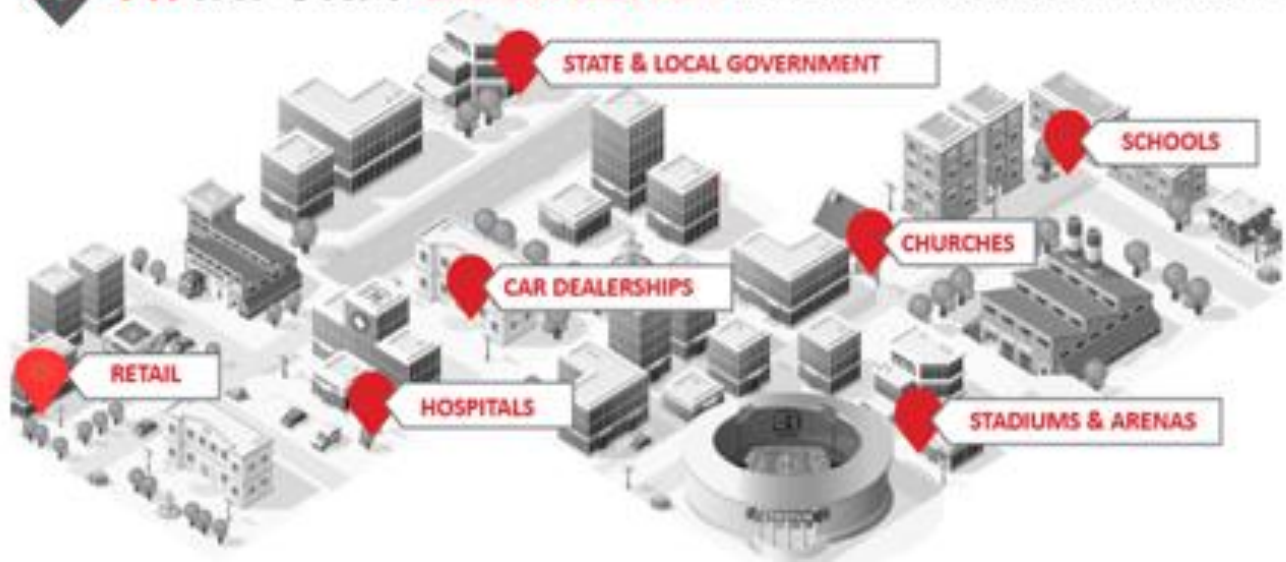 STATE & LOCAL GOVERNMENT
SCHOOLS
CHURCHES
CAR DEALERSHIPS
RETAIL
HOSPITALS
STADIUMS & ARENAS